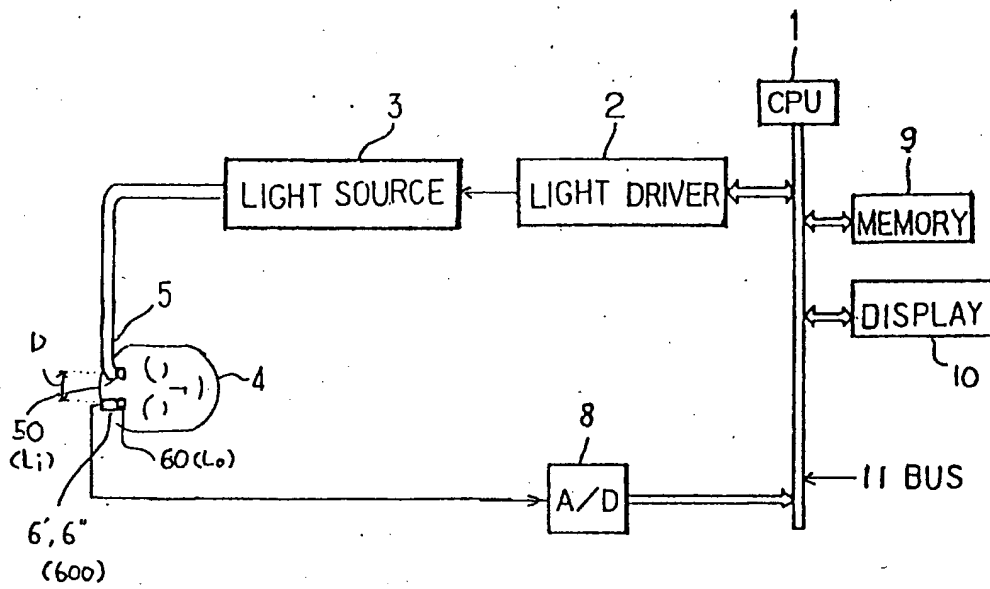 1
CPU
3
2
9
LIGHT SOURCE
LIGHT DRIVER
MEMORY
5
DISPLAY
D
4
10
50
(Li)
60(Lo)
8
A/D
11 BUS
6', 6"
(600)